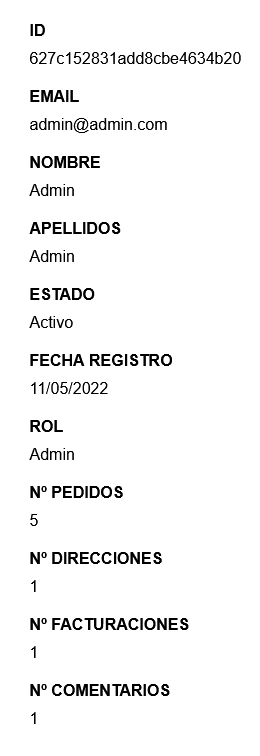 ID
627c152831add8cbe4634b20
EMAIL
admin@admin.com
NOMBRE
Admin
APELLIDOS
Admin
ESTADO
Activo
FECHA REGISTRO
11/05/2022
ROL
Admin
Nº PEDIDOS
5
Nº DIRECCIONES
1
Nº FACTURACIONES
1
Nº COMENTARIOS
1